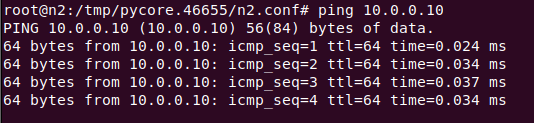 root@n2:/tmp/pycore.46655/n2.conf# ping 10.0.0.10
PING 10.0.0.10 (10.0.0.10) 56(84) bytes of data.
64 bytes from 10.0.0.10: icmp_seq=1 ttl=64 time=0.024 ms
64 bytes from 10.0.0.10: icmp_seq=2 ttl=64 time=0.034 ms
64 bytes from 10.0.0.10: icmp_seq=3 ttl=64 time=0.037 ms
64 bytes from 10.0.0.10: icmp_seq=4 ttl=64 time=0.034 ms